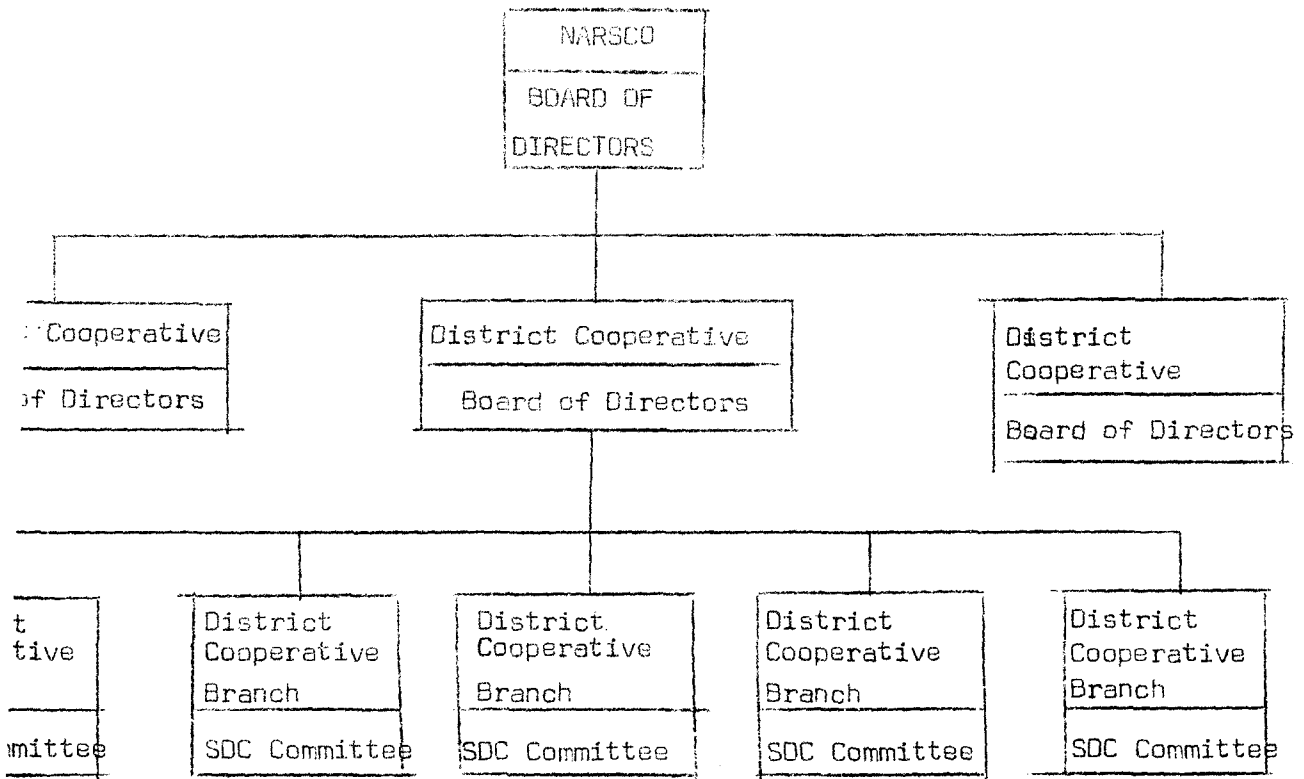 NARSCO
BOARD OF
DIRECTORS
Cooperative
of Directors
District Cooperative
Board of Directors
District
Cooperative
Board of Directors
t
tive
mmittee
District
Cooperative
Branch
SDC Committee
District
Cooperative
Branch
SDC Committee
District
Cooperative
Branch
SDC Committee
District
Cooperative
Branch
SDC Committee